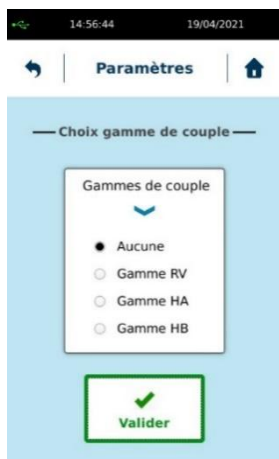 14:56:44 19/04/2021
Paramètres
Choix gamme de couple
Gammes de couple
Aucune
Gamme RV
Gamme HA
Gamme HB
Valider